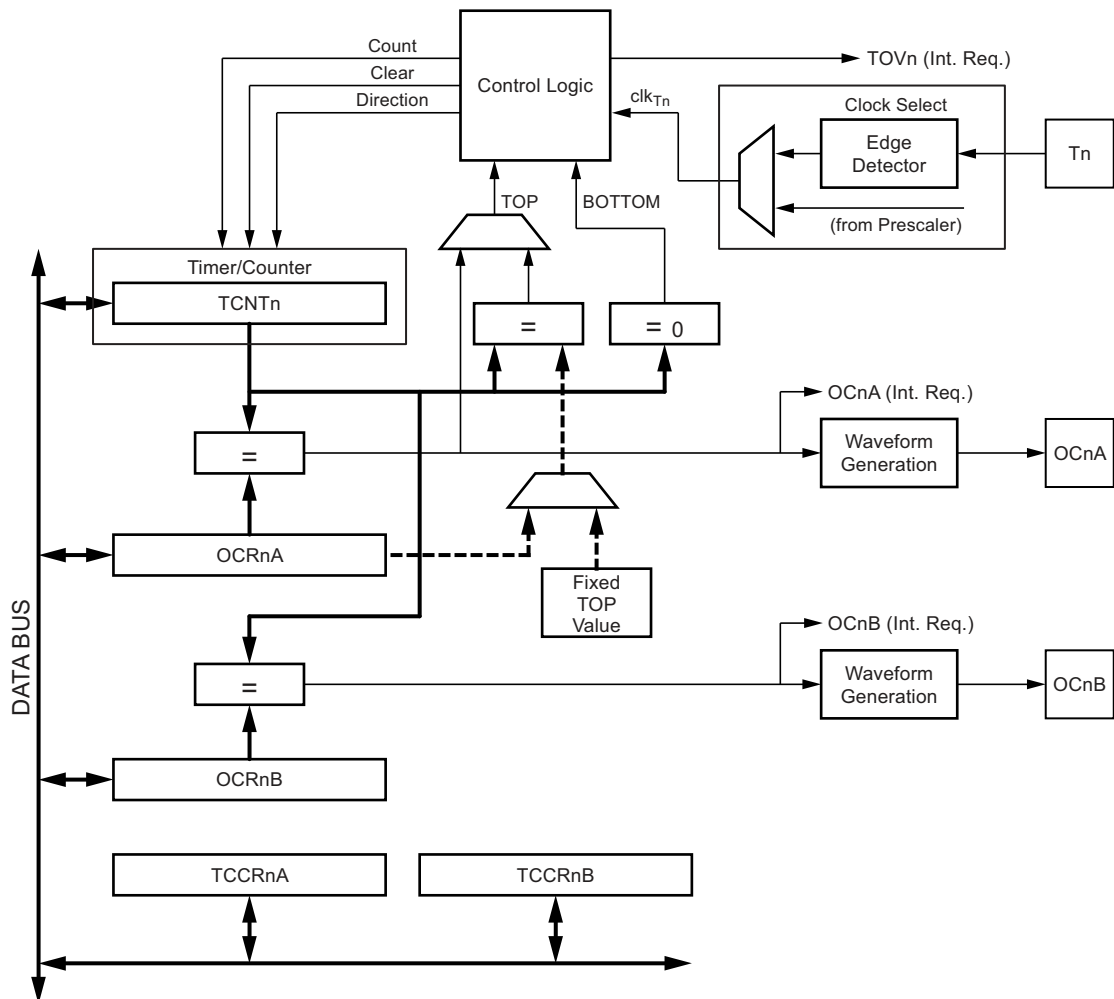 Count
Clear
Direction
Control Logic
TOVn (Int. Req.)
clkTn
Clock Select
Edge
Detector
Tn
(from Prescaler)
TOP
BOTTOM
Timer/Counter
TCNTn
=
= 0
OCnA (Int. Req.)
=
Waveform
Generation
OCnA
OCRnA
Fixed
TOP
Value
DATA BUS
OCnB (Int. Req.)
=
Waveform
Generation
OCnB
OCRnB
TCCRnA
TCCRnB